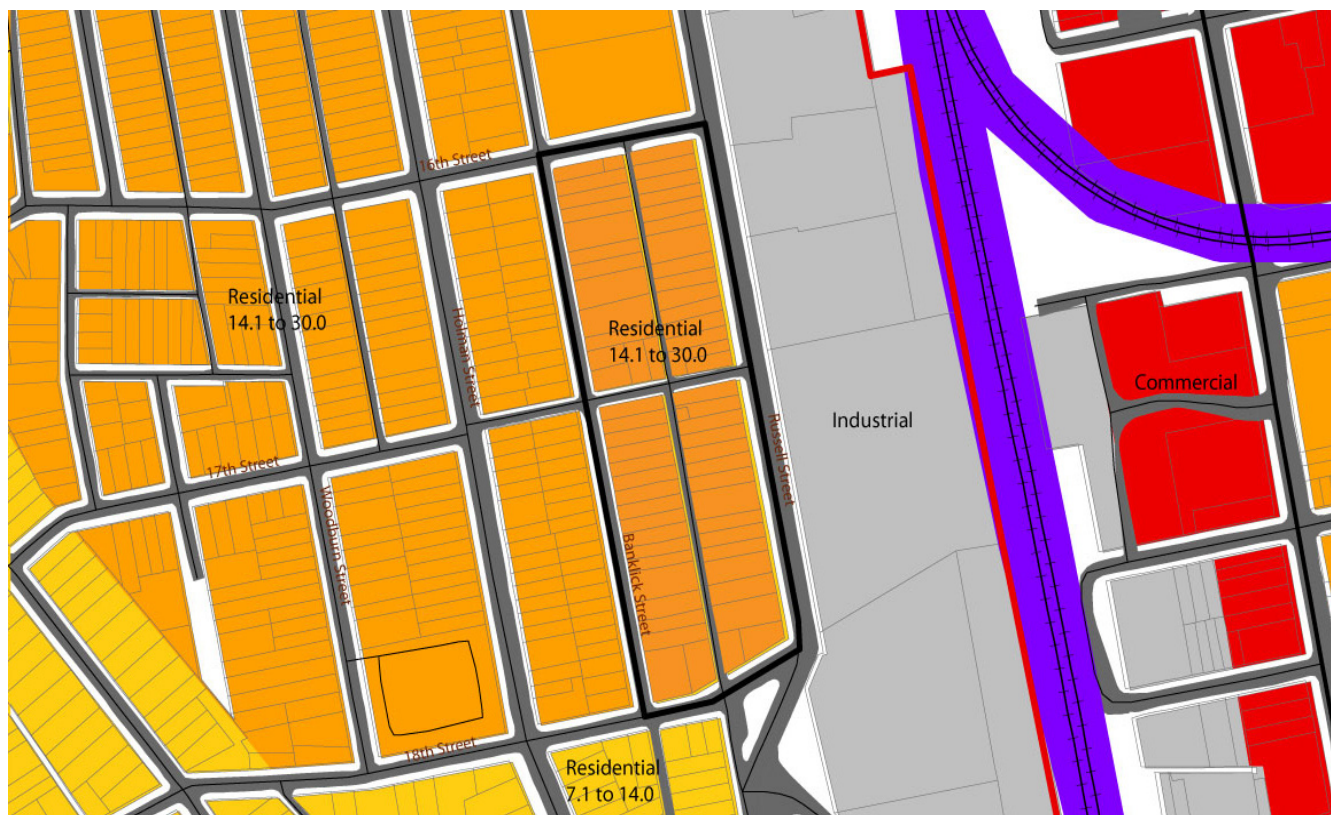 16th Street
Residential
14.1 to 30.0
Holman Street
Residential
14.1 to 30.0
Commercial
Industrial
Russell Street
17th Street
Woodburn Street
Banklick Street
18th Street
Residential
7.1 to 14.0